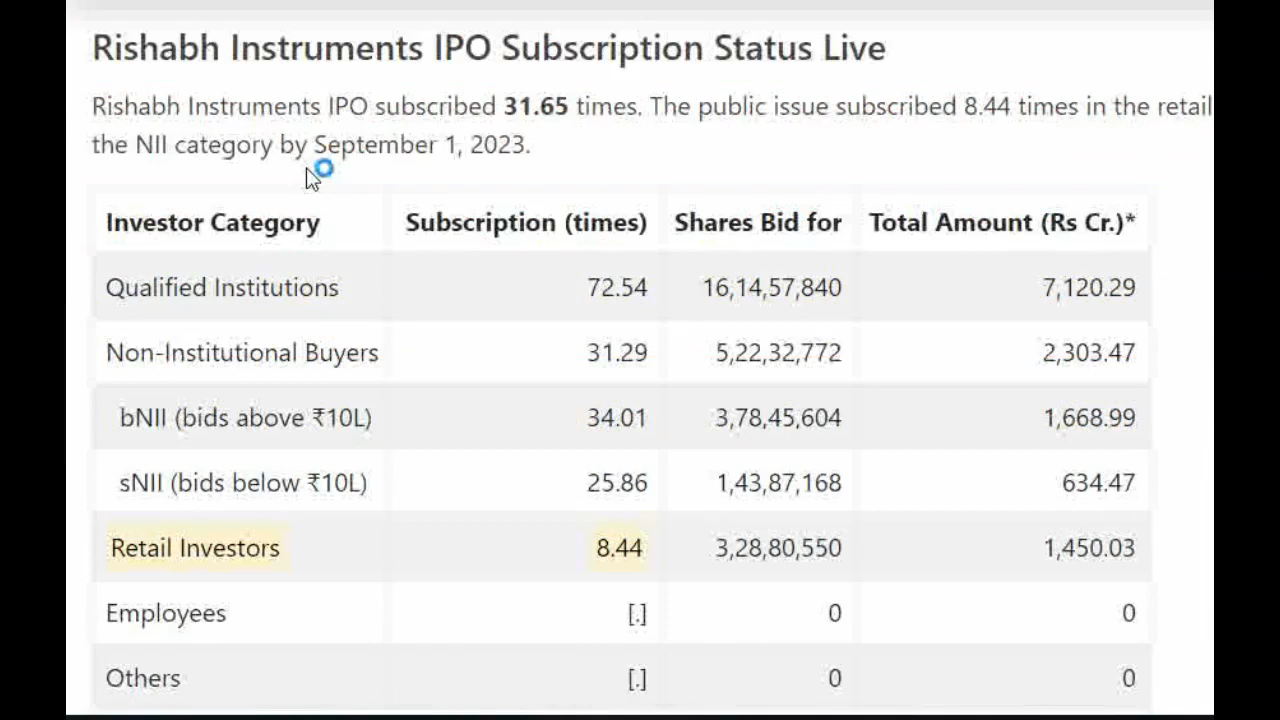 Rishabh Instruments IPO Subscription Status Live
Rishabh Instruments IPO subscribed 31.65 times. The public issue subscribed 8.44 times in the retail
the NII category by September 1, 2023.
Investor Category Subscription (times) Shares Bid for Total Amount (Rs Cr.)*
Qualified Institutions 72.54 16,14,57,840 7,120.29
Non-Institutional Buyers 31.29 5,22,32,772 2,303.47
bNII (bids above ₹10L) 34.01 3,78,45,604 1,668.99
sNII (bids below ₹10L) 25.86 1,43,87,168 634.47
Retail Investors 8.44 3,28,80,550 1,450.03
Employees [.] 0 0
Others [.] 0 0